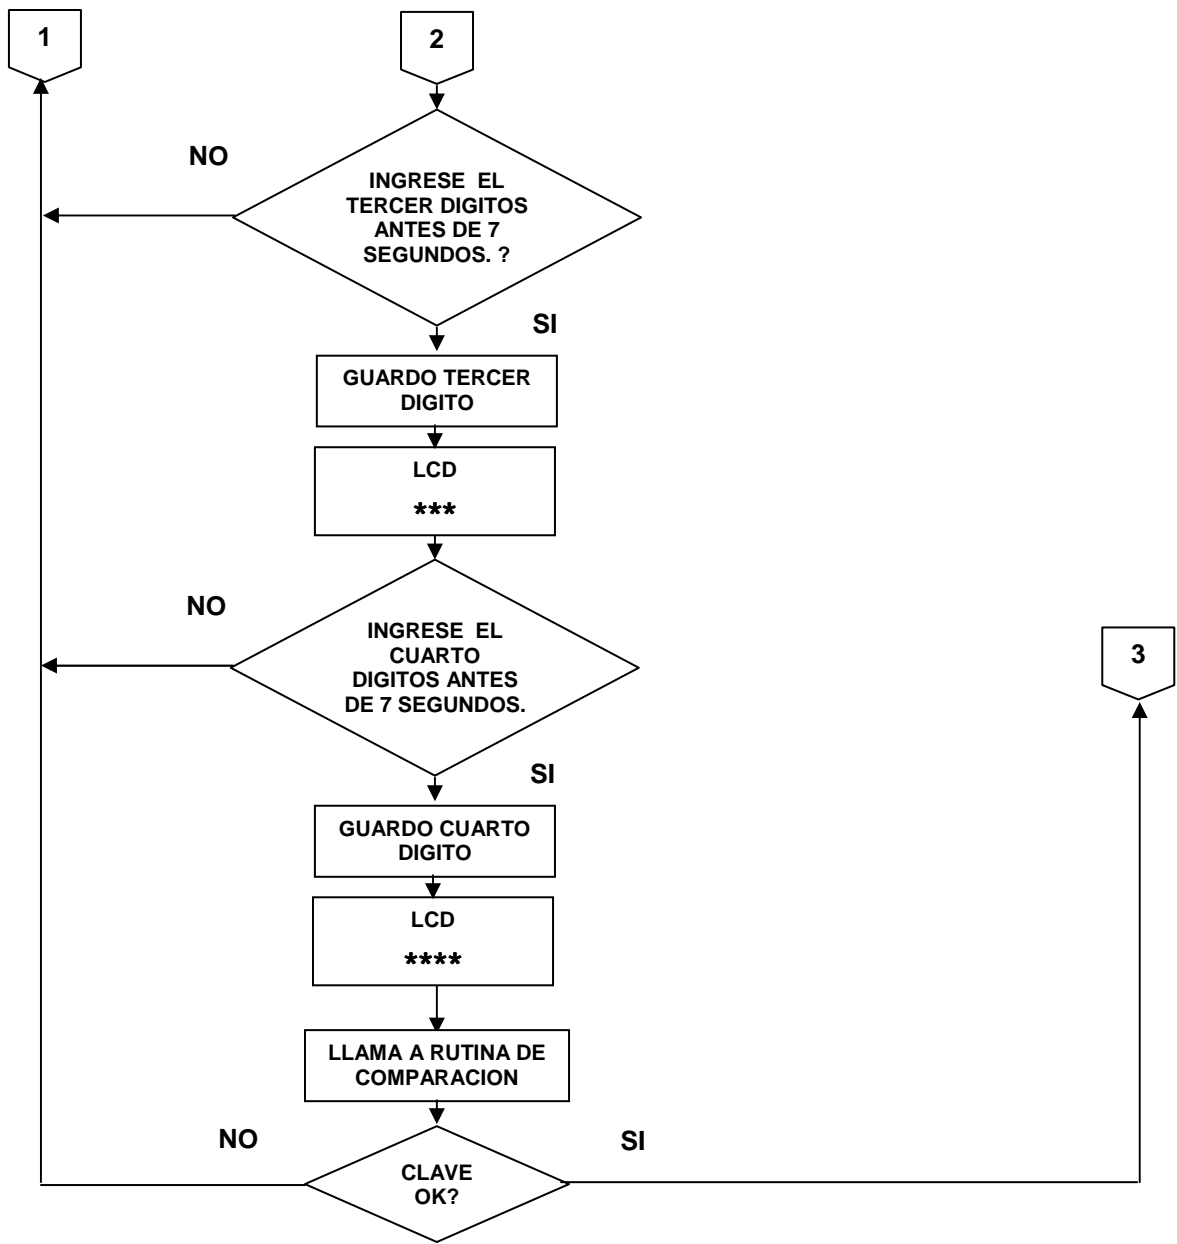 1
2
NO
INGRESE EL
TERCER DIGITOS
ANTES DE 7
SEGUNDOS. ?
SI
GUARDO TERCER
DIGITO
LCD
***
NO
INGRESE EL
CUARTO
DIGITOS ANTES
DE 7 SEGUNDOS.
3
SI
GUARDO CUARTO
DIGITO
LCD
****
LLAMA A RUTINA DE
COMPARACION
NO
SI
CLAVE
OK?